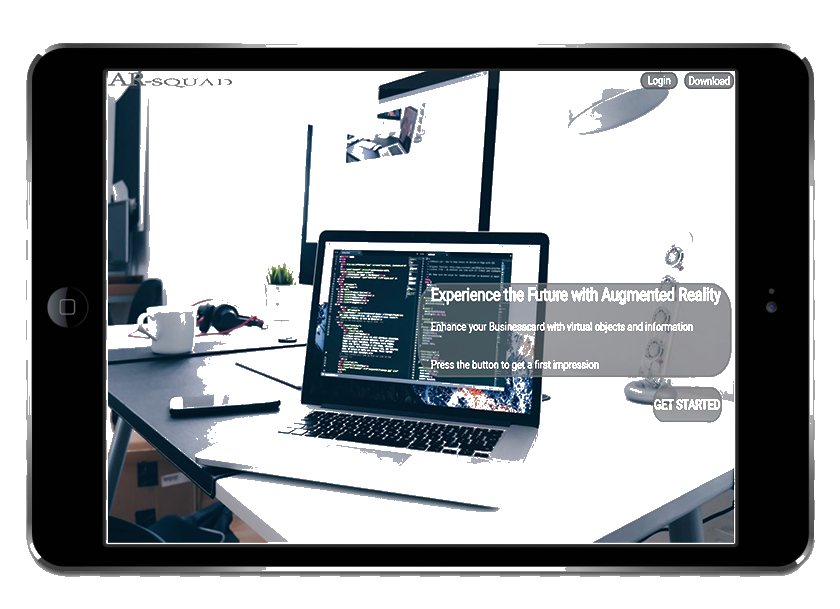 AR-SQUAD
Login
Download
Experience the Future with Augmented Reality
Enhance your Businesscard with virtual objects and information
Press the button to get a first impression
GET STARTED